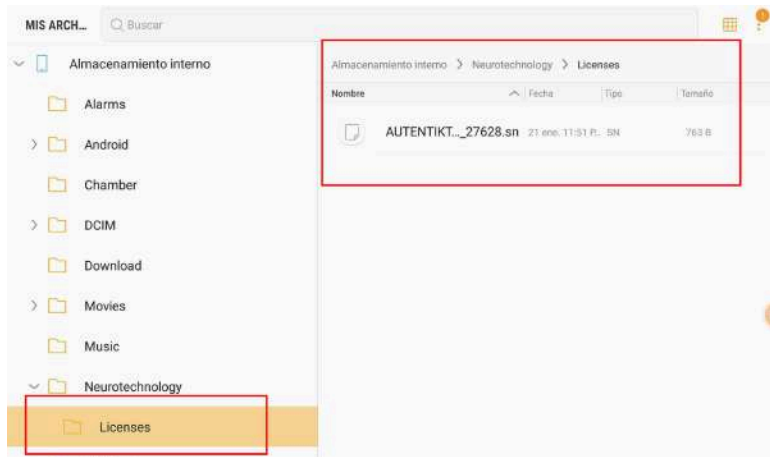 MIS ARCH...
Buscar
Almacenamiento interno
Alarms
Android
Chamber
DCIM
Download
Movies
Music
Neurotechnology
Licenses
Almacenamiento interno > Neurotechnology > Licenses
Nombre Fecha Tipo Tamaño
AUTENTIKT..._27628.sn 21 ene. 11:51 P.. SN 763 B